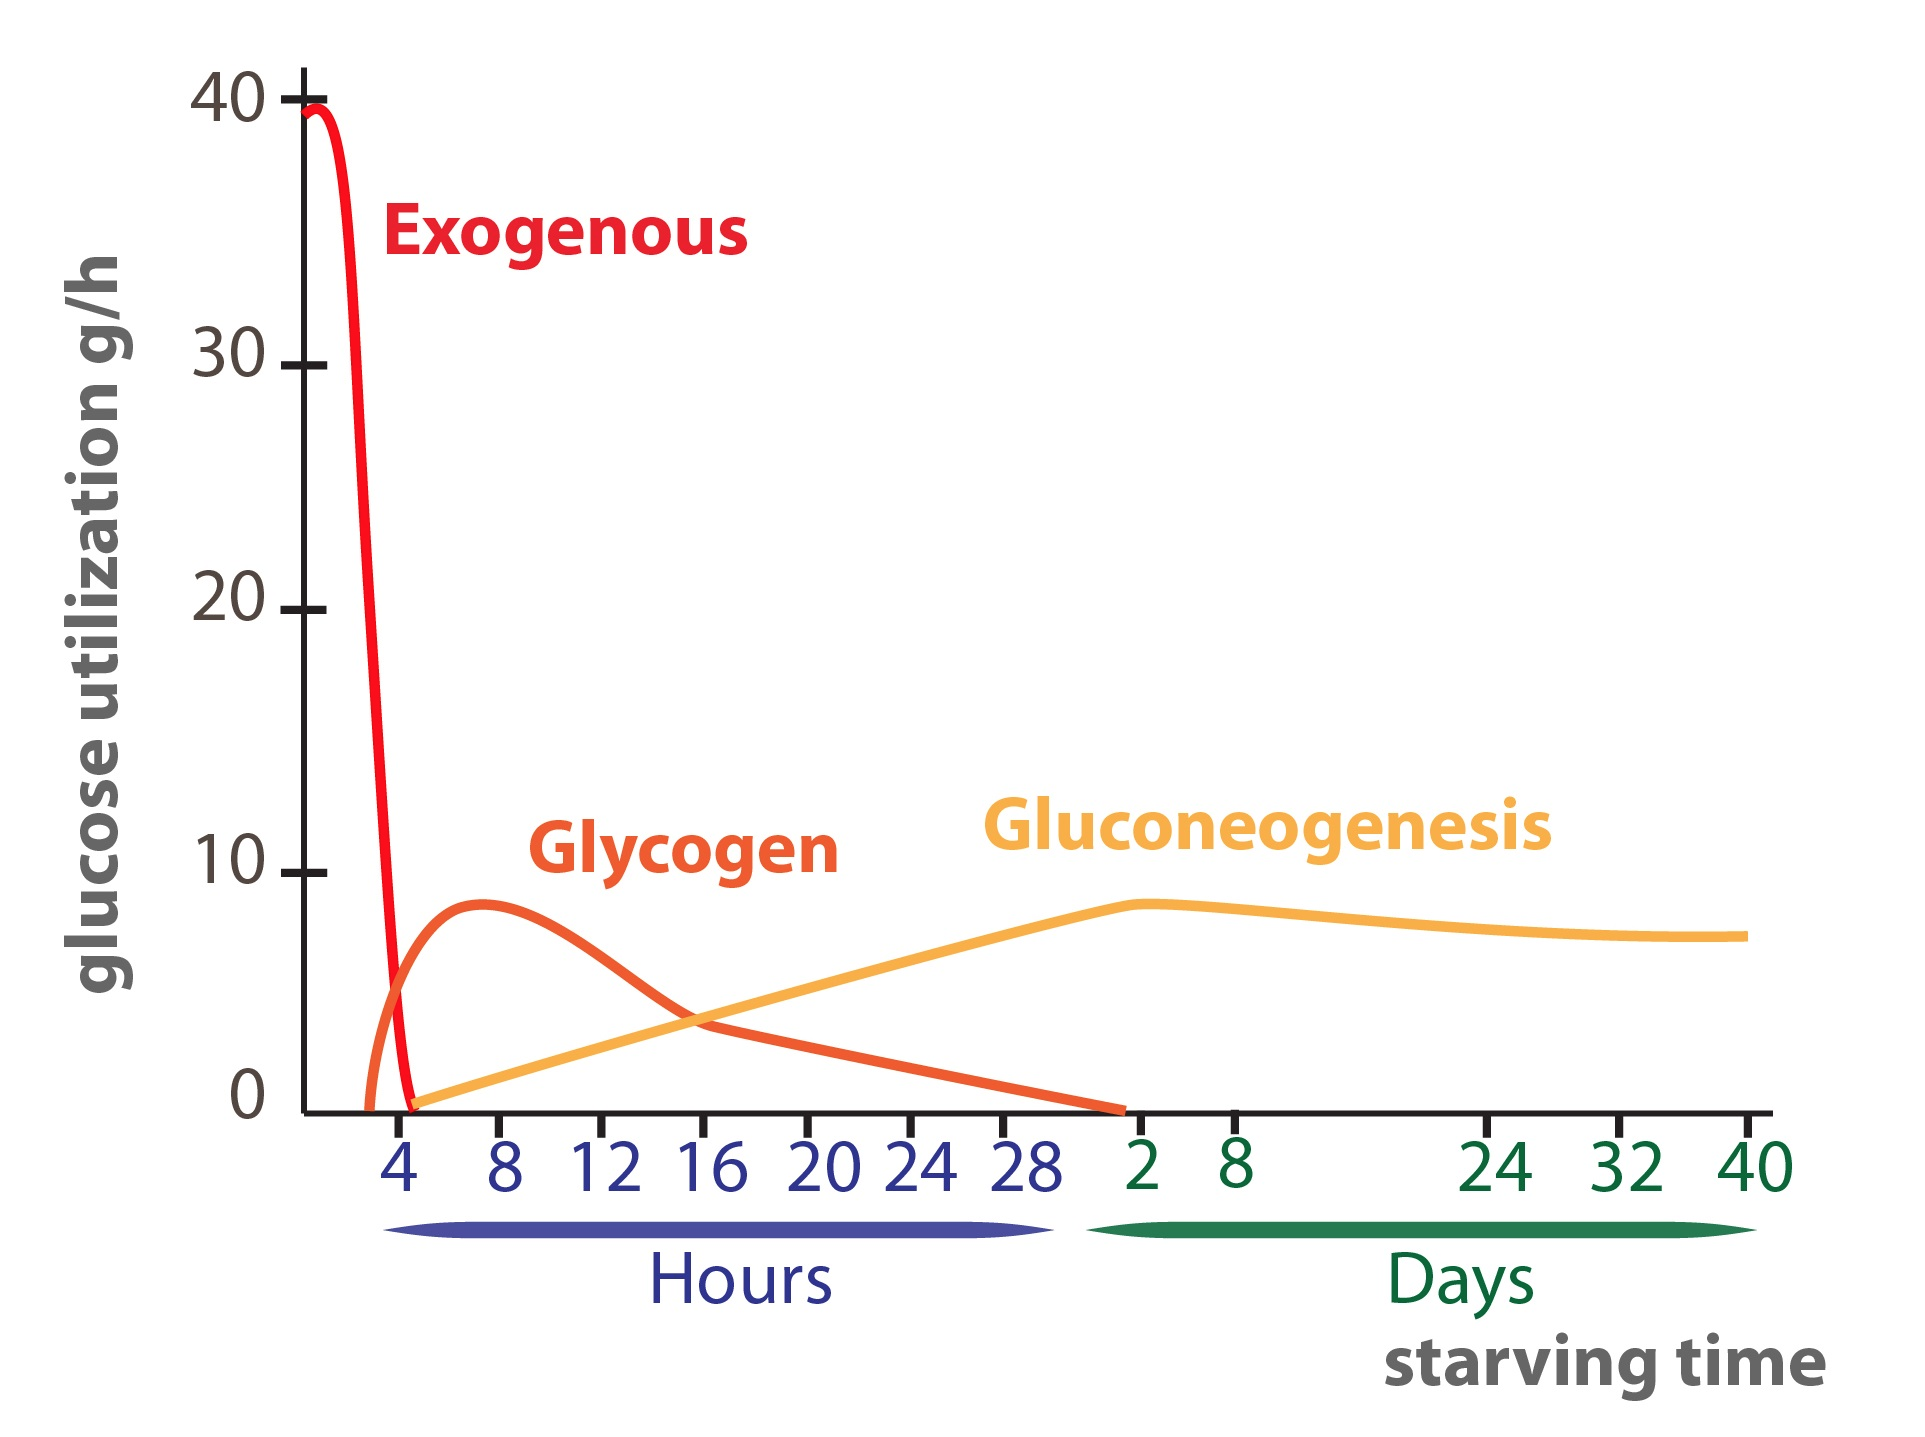 glucose utilization g/h
40
30
20
10
0
Exogenous
Glycogen
Gluconeogenesis
4 8 12 16 20 24 28 2 8 24 32 40
Hours
Days
starving time